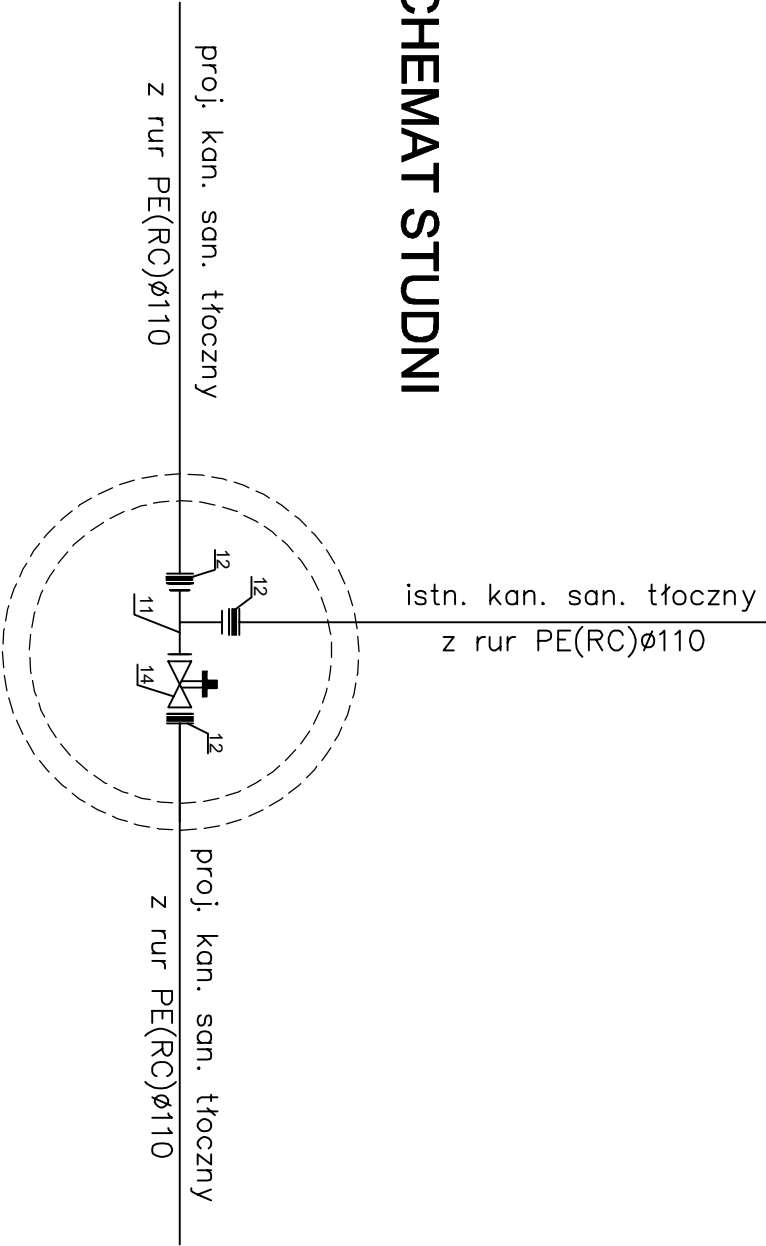 CHEMAT STUDNI
istn. kan. san. tłoczny
z rur PE(RC)ø110
proj. kan. san. tłoczny
z rur PE(RC)ø110
12
12
11
14
12
proj. kan. san. tłoczny
z rur PE(RC)ø110